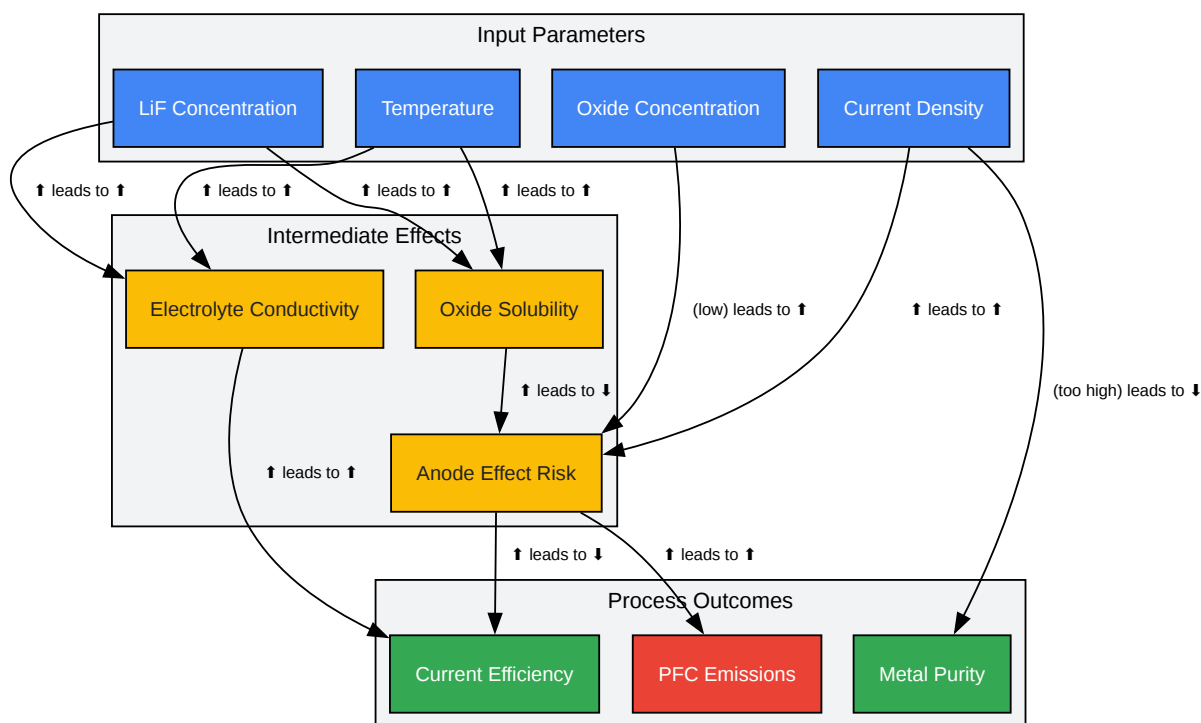 Input Parameters
LiF Concentration
Temperature
Oxide Concentration
Current Density
⬆ leads to ⬆
⬆ leads to ⬆
⬆ leads to ⬆
⬆ leads to ⬆
Intermediate Effects
Electrolyte Conductivity
Oxide Solubility
(low) leads to ⬆
⬆ leads to ⬆
⬆ leads to ⬇
(too high) leads to ⬇
Anode Effect Risk
⬆ leads to ⬆
⬆ leads to ⬇
⬆ leads to ⬆
Process Outcomes
Current Efficiency
PFC Emissions
Metal Purity